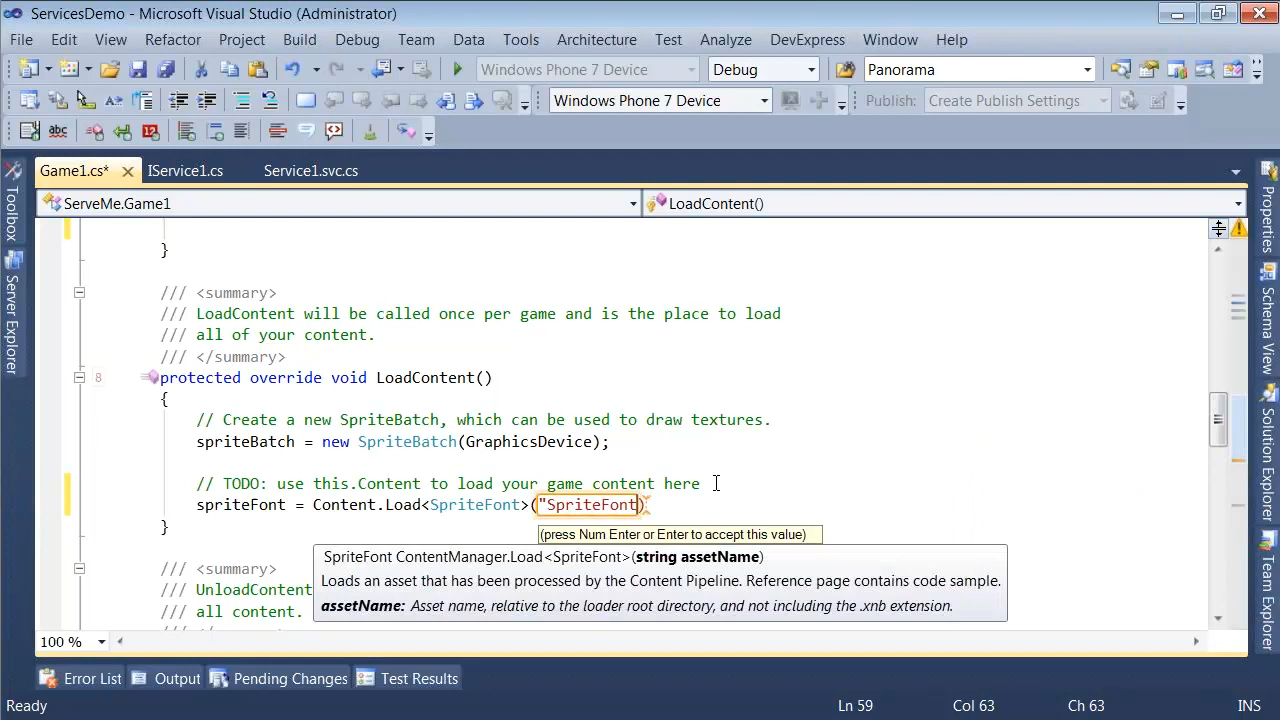 ServicesDemo - Microsoft Visual Studio (Administrator)
File Edit View Refactor Project Build Debug Team Data Tools Architecture Test Analyze DevExpress Window Help
Windows Phone 7 Device Debug Panorama
Windows Phone 7 Device Publish: Create Publish Settings
abc 12
Game1.cs* IService1.cs Service1.svc.cs
ServeMe.Game1 LoadContent()
Toolbox
Server Explorer
}
/// <summary>
/// LoadContent will be called once per game and is the place to load
/// all of your content.
/// </summary>
8 protected override void LoadContent()
{
// Create a new SpriteBatch, which can be used to draw textures.
spriteBatch = new SpriteBatch(GraphicsDevice);
// TODO: use this.Content to load your game content here
spriteFont = Content.Load<SpriteFont>("SpriteFont)
}
(press Num Enter or Enter to accept this value)
SpriteFont ContentManager.Load<SpriteFont>(string assetName)
Loads an asset that has been processed by the Content Pipeline. Reference page contains code sample.
assetName: Asset name, relative to the loader root directory, and not including the .xnb extension.
/// <summary>
/// UnloadContent
/// all content.
100 %
Properties
Schema View
Solution Explorer
Team Explorer
Error List Output Pending Changes Test Results
Ready Ln 59 Col 63 Ch 63 INS